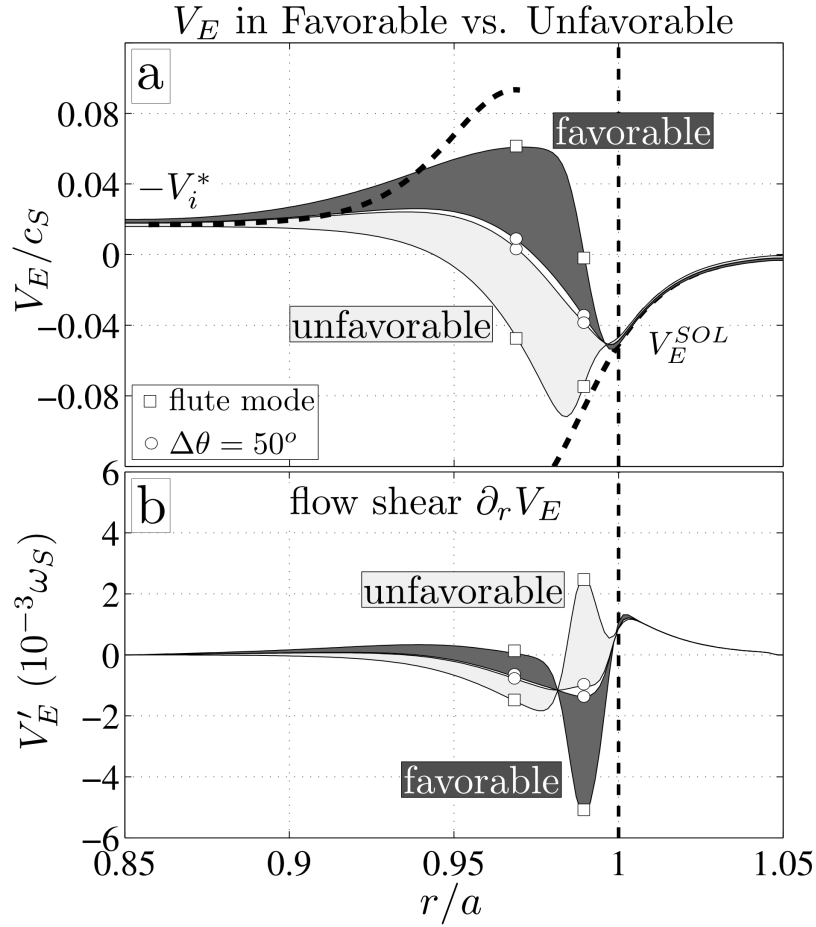 V_E in Favorable vs. Unfavorable
a
0.08
0.04
0
−0.04
−0.08
V_E/c_S
favorable
−V_i^*
unfavorable
V_E^{SOL}
flute mode
Δθ = 50^o
b
flow shear ∂_r V_E
6
4
2
0
−2
−4
−6
V_E' (10^{−3}ω_S)
unfavorable
favorable
0.85 0.9 0.95 1 1.05
r/a